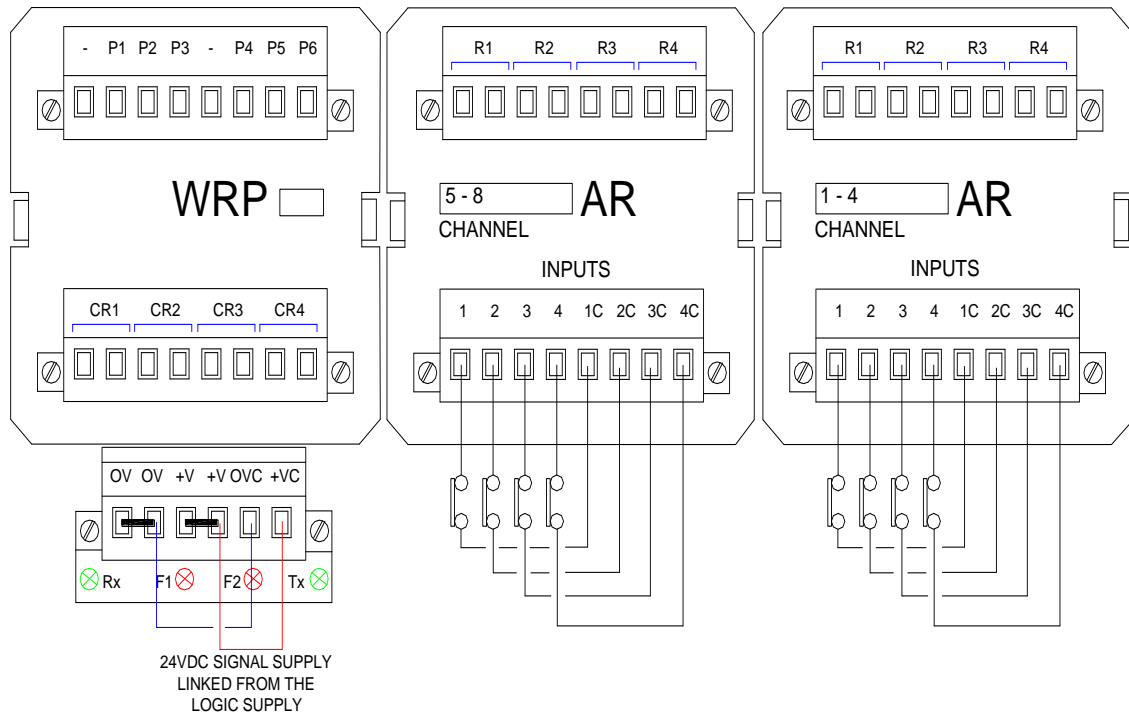 - P1 P2 P3 - P4 P5 P6
R1 R2 R3 R4
R1 R2 R3 R4
WRP
5 - 8 AR
CHANNEL
1 - 4 AR
CHANNEL
INPUTS
INPUTS
CR1 CR2 CR3 CR4
1 2 3 4 1C 2C 3C 4C
1 2 3 4 1C 2C 3C 4C
OV OV +V +V OVC +VC
Rx F1 F2 Tx
24VDC SIGNAL SUPPLY
LINKED FROM THE
LOGIC SUPPLY